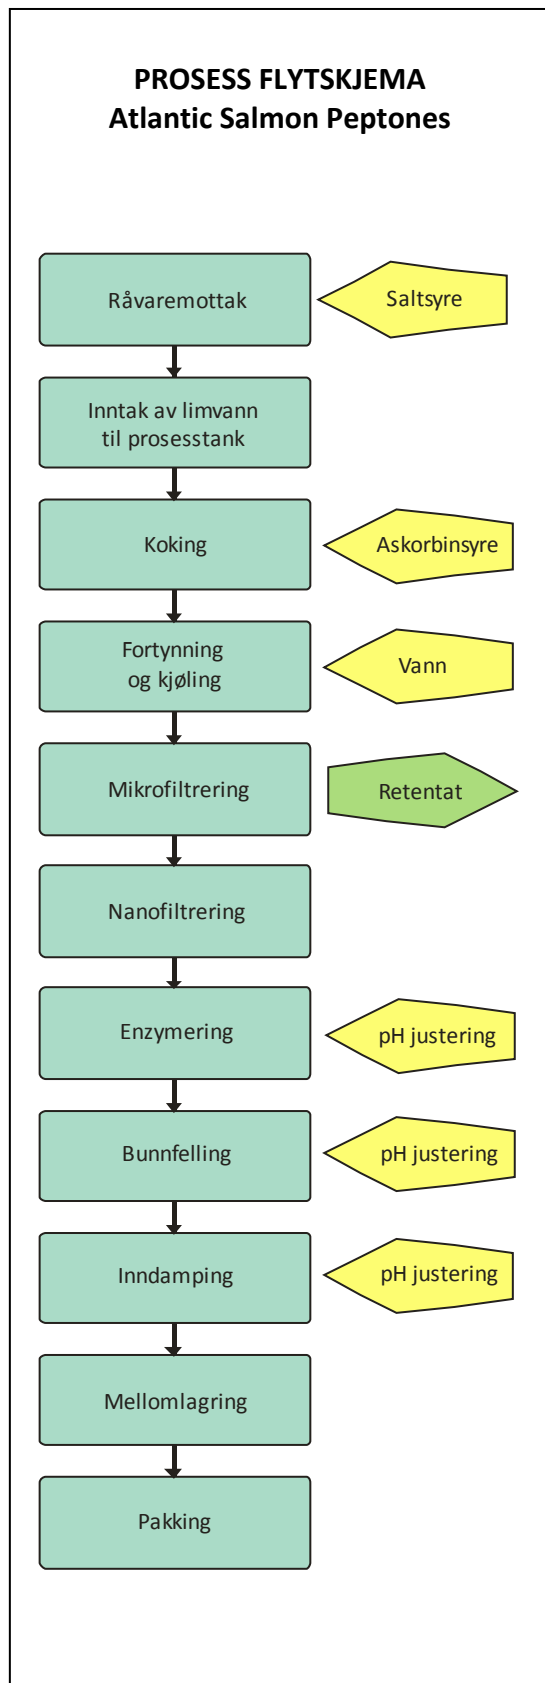 PROSESS FLYTSKJEMA
Atlantic Salmon Peptones
Råvaremottak
Saltsyre
Inntak av limvann
til prosesstank
Koking
Askorbinsyre
Fortynning
og kjøling
Vann
Mikrofiltrering
Retentat
Nanofiltrering
Enzymering
pH justering
Bunnfelling
pH justering
Inndamping
pH justering
Mellomlagring
Pakking